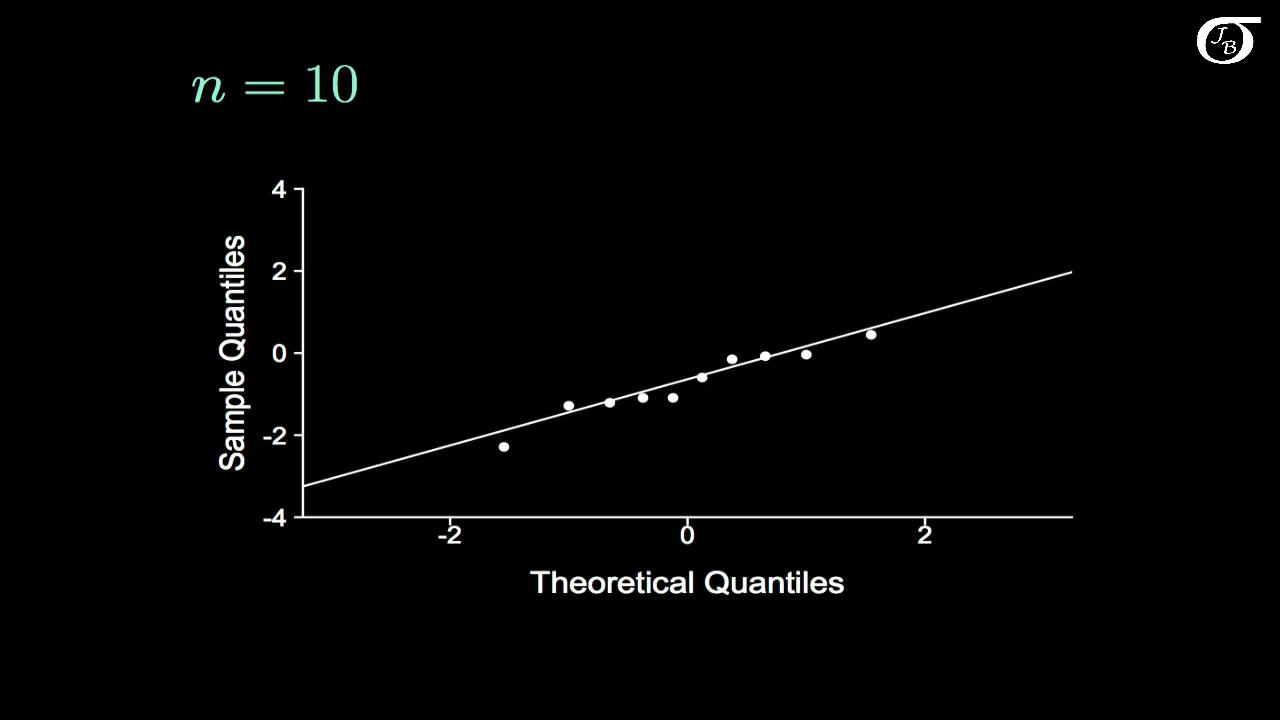 J
B
n = 10
4
2
0
-2
-4
Sample Quantiles
-2 0 2
Theoretical Quantiles